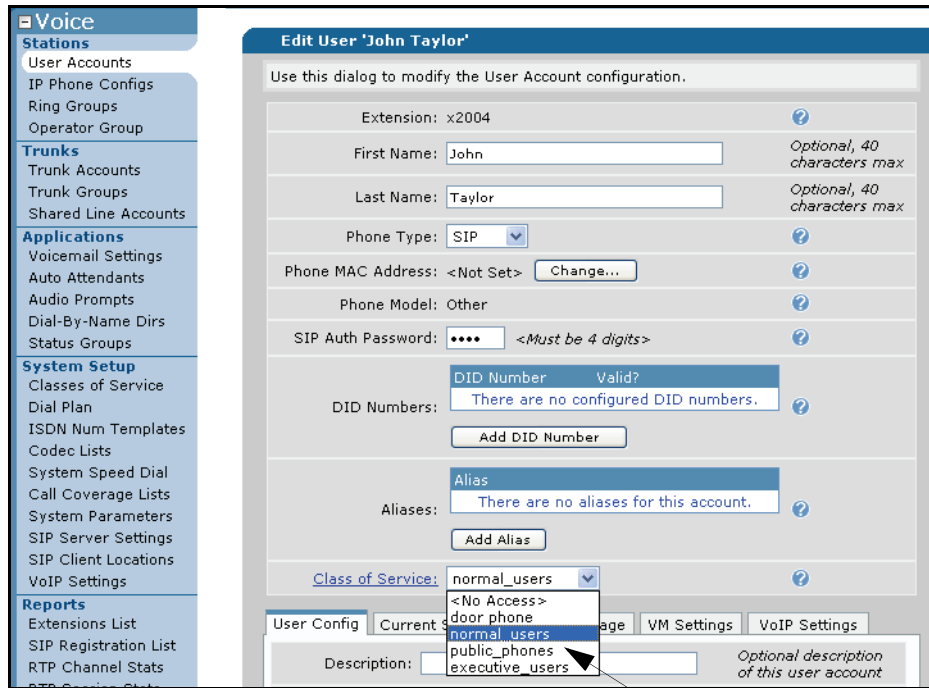 Voice
Stations
User Accounts
IP Phone Configs
Ring Groups
Operator Group
Trunks
Trunk Accounts
Trunk Groups
Shared Line Accounts
Applications
Voicemail Settings
Auto Attendants
Audio Prompts
Dial-By-Name Dirs
Status Groups
System Setup
Classes of Service
Dial Plan
ISDN Num Templates
Codec Lists
System Speed Dial
Call Coverage Lists
System Parameters
SIP Server Settings
SIP Client Locations
VoIP Settings
Reports
Extensions List
SIP Registration List
RTP Channel Stats
Edit User 'John Taylor'
Use this dialog to modify the User Account configuration.
Extension: x2004 ?
First Name: John Optional, 40
characters max
Last Name: Taylor Optional, 40
characters max
Phone Type: SIP ?
Phone MAC Address: <Not Set> Change... ?
Phone Model: Other ?
SIP Auth Password: •••• <Must be 4 digits> ?
DID Number Valid?
There are no configured DID numbers.
DID Numbers: ?
Add DID Number
Alias
There are no aliases for this account.
Aliases: ?
Add Alias
Class of Service: normal_users ?
<No Access>
door phone
normal_users
public_phones
executive_users
User Config Current S age VM Settings VoIP Settings
Description: Optional description
of this user account